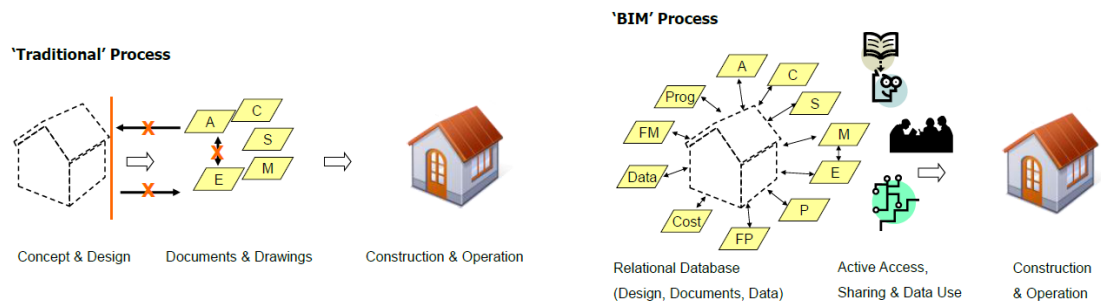 'Traditional' Process
A
C
S
E
M
X
X
X
Concept & Design
Documents & Drawings
Construction & Operation
'BIM' Process
A
C
Prog
S
FM
M
Data
E
Cost
P
FP
Relational Database
(Design, Documents, Data)
Active Access,
Sharing & Data Use
Construction
& Operation